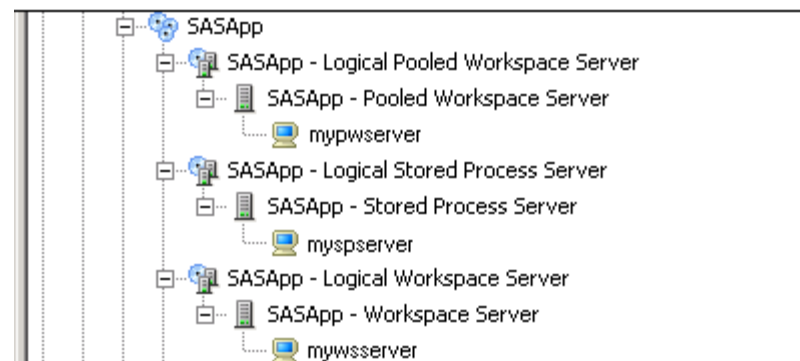 SASApp
SASApp - Logical Pooled Workspace Server
SASApp - Pooled Workspace Server
mypwserver
SASApp - Logical Stored Process Server
SASApp - Stored Process Server
myspserver
SASApp - Logical Workspace Server
SASApp - Workspace Server
mywsserver